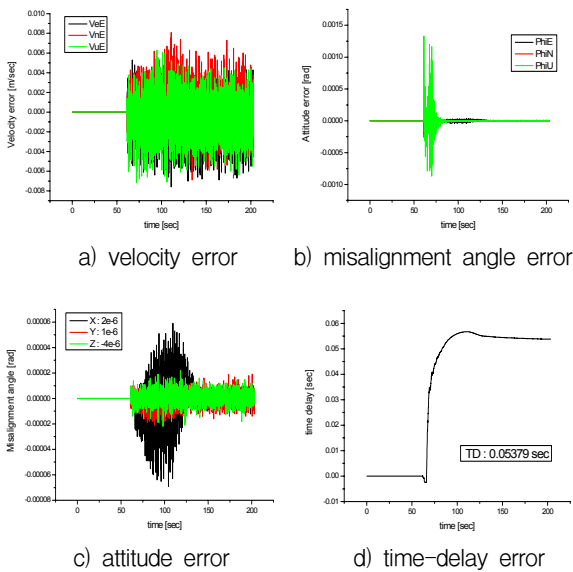 VeE
VnE
VuE
0.010
0.008
0.006
0.004
0.002
0.000
-0.002
-0.004
-0.006
-0.008
Velocity error [m/sec]
0 50 100 150 200
time [sec]
a) velocity error
PhiE
PhiN
PhiU
0.0015
0.0010
0.0005
0.0000
-0.0005
-0.0010
Attitude error [rad]
0 50 100 150 200
time [sec]
b) misalignment angle error
X : 2e-6
Y : 1e-6
Z : -4e-6
0.00006
0.00004
0.00002
0.00000
-0.00002
-0.00004
-0.00006
-0.00008
Misalignment angle [rad]
0 50 100 150 200
time [sec]
c) attitude error
0.06
0.05
0.04
0.03
0.02
0.01
0.00
-0.01
time delay [sec]
TD : 0.05379 sec
0 50 100 150 200
time [sec]
d) time-delay error